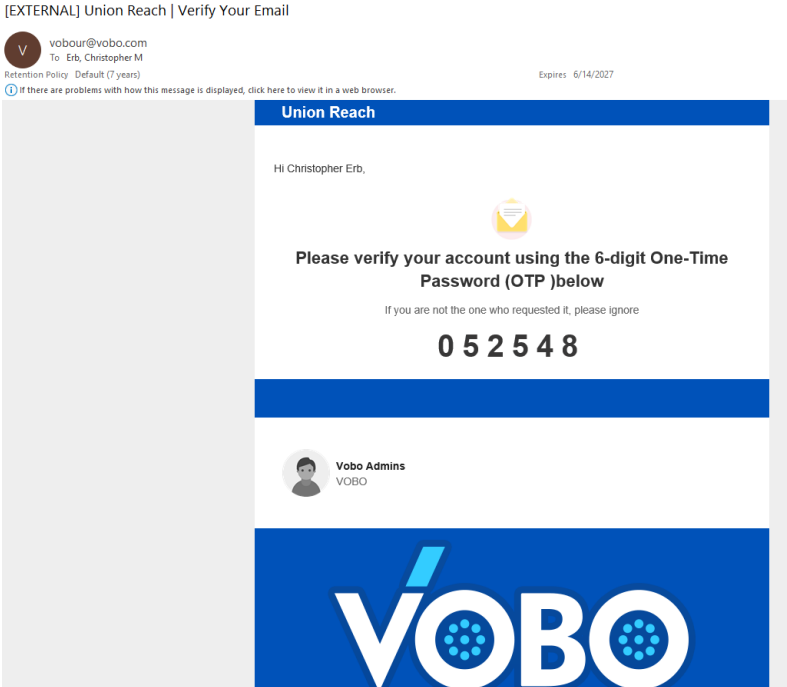 [EXTERNAL] Union Reach | Verify Your Email
V
vobour@vobo.com
To Erb, Christopher M
Retention Policy Default (7 years)
Expires 6/14/2027
If there are problems with how this message is displayed, click here to view it in a web browser.
Union Reach
Hi Christopher Erb,
Please verify your account using the 6-digit One-Time
Password (OTP )below
If you are not the one who requested it, please ignore
0 5 2 5 4 8
Vobo Admins
VOBO
VOBO